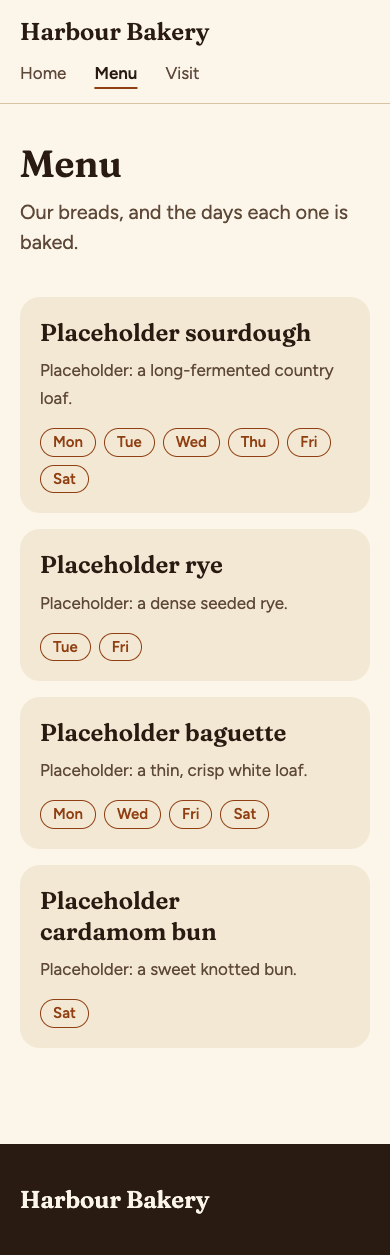 Harbour Bakery
Home Menu Visit
Menu
Our breads, and the days each one is
baked.
Placeholder sourdough
Placeholder: a long-fermented country
loaf.
Mon Tue Wed Thu Fri
Sat
Placeholder rye
Placeholder: a dense seeded rye.
Tue Fri
Placeholder baguette
Placeholder: a thin, crisp white loaf.
Mon Wed Fri Sat
Placeholder
cardamom bun
Placeholder: a sweet knotted bun.
Sat
Harbour Bakery